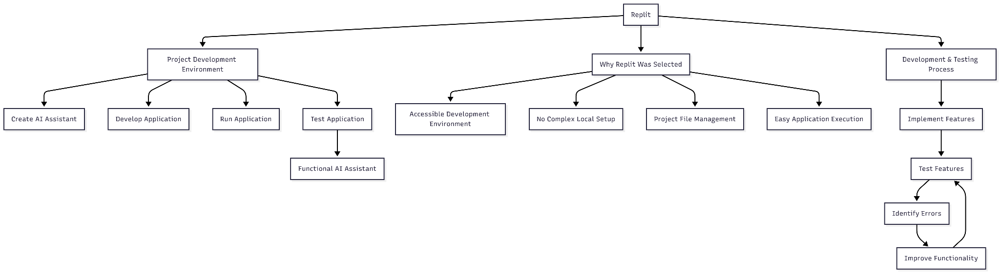 Replit
Project Development
Environment
Why Replit Was Selected
Development & Testing
Process
Create AI Assistant
Develop Application
Run Application
Test Application
Accessible Development
Environment
No Complex Local Setup
Project File Management
Easy Application Execution
Implement Features
Functional AI Assistant
Test Features
Identify Errors
Improve Functionality